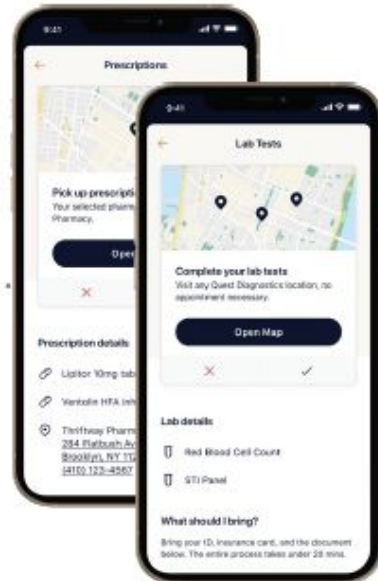 9:41
Prescriptions
Pick up prescripti
Your selected pharm
Pharmacy.
Ope
Prescription details
Lipitor 10mg tab
Ventolin HFA inh
Thriftway Pharm
284 Flatbush Av
Brooklyn, NY 112
(410) 123-4567
9:41
Lab Tests
Complete your lab tests
Visit any Quest Diagnostics location, no
appointment necessary.
Open Map
Lab details
Red Blood Cell Count
STI Panel
What should I bring?
Bring your ID, insurance card, and the document
below. The entire process takes under 20 mins.